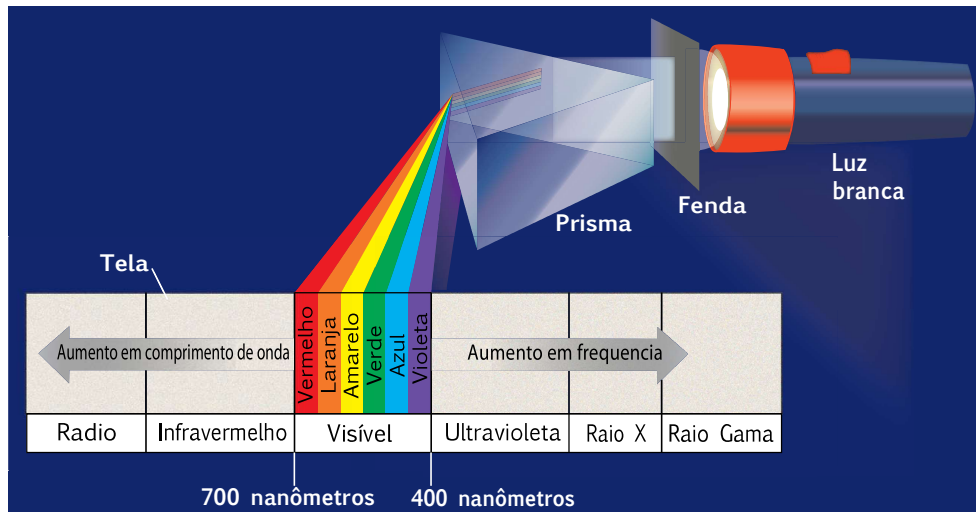 Luz
branca
Fenda
Prisma
Tela
Aumento em comprimento de onda
Vermelho
Laranja
Amarelo
Verde
Azul
Violeta
Aumento em frequencia
Radio
Infravermelho
Visível
Ultravioleta
Raio X
Raio Gama
700 nanômetros
400 nanômetros